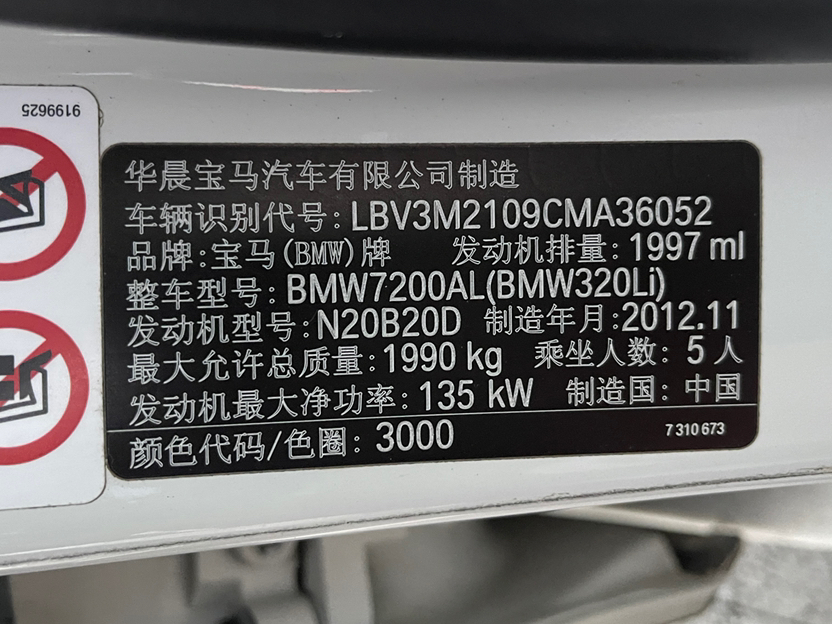 9199625
华晨宝马汽车有限公司制造
车辆识别代号: LBV3M2109CMA36052
品牌:宝马(BMW)牌 发动机排量: 1997 ml
整车型号: BMW7200AL(BMW320Li)
发动机型号: N20B20D 制造年月: 2012.11
最大允许总质量: 1990 kg 乘坐人数: 5 人
发动机最大净功率: 135 kW 制造国: 中国
颜色代码/色圈: 3000 7 310 673